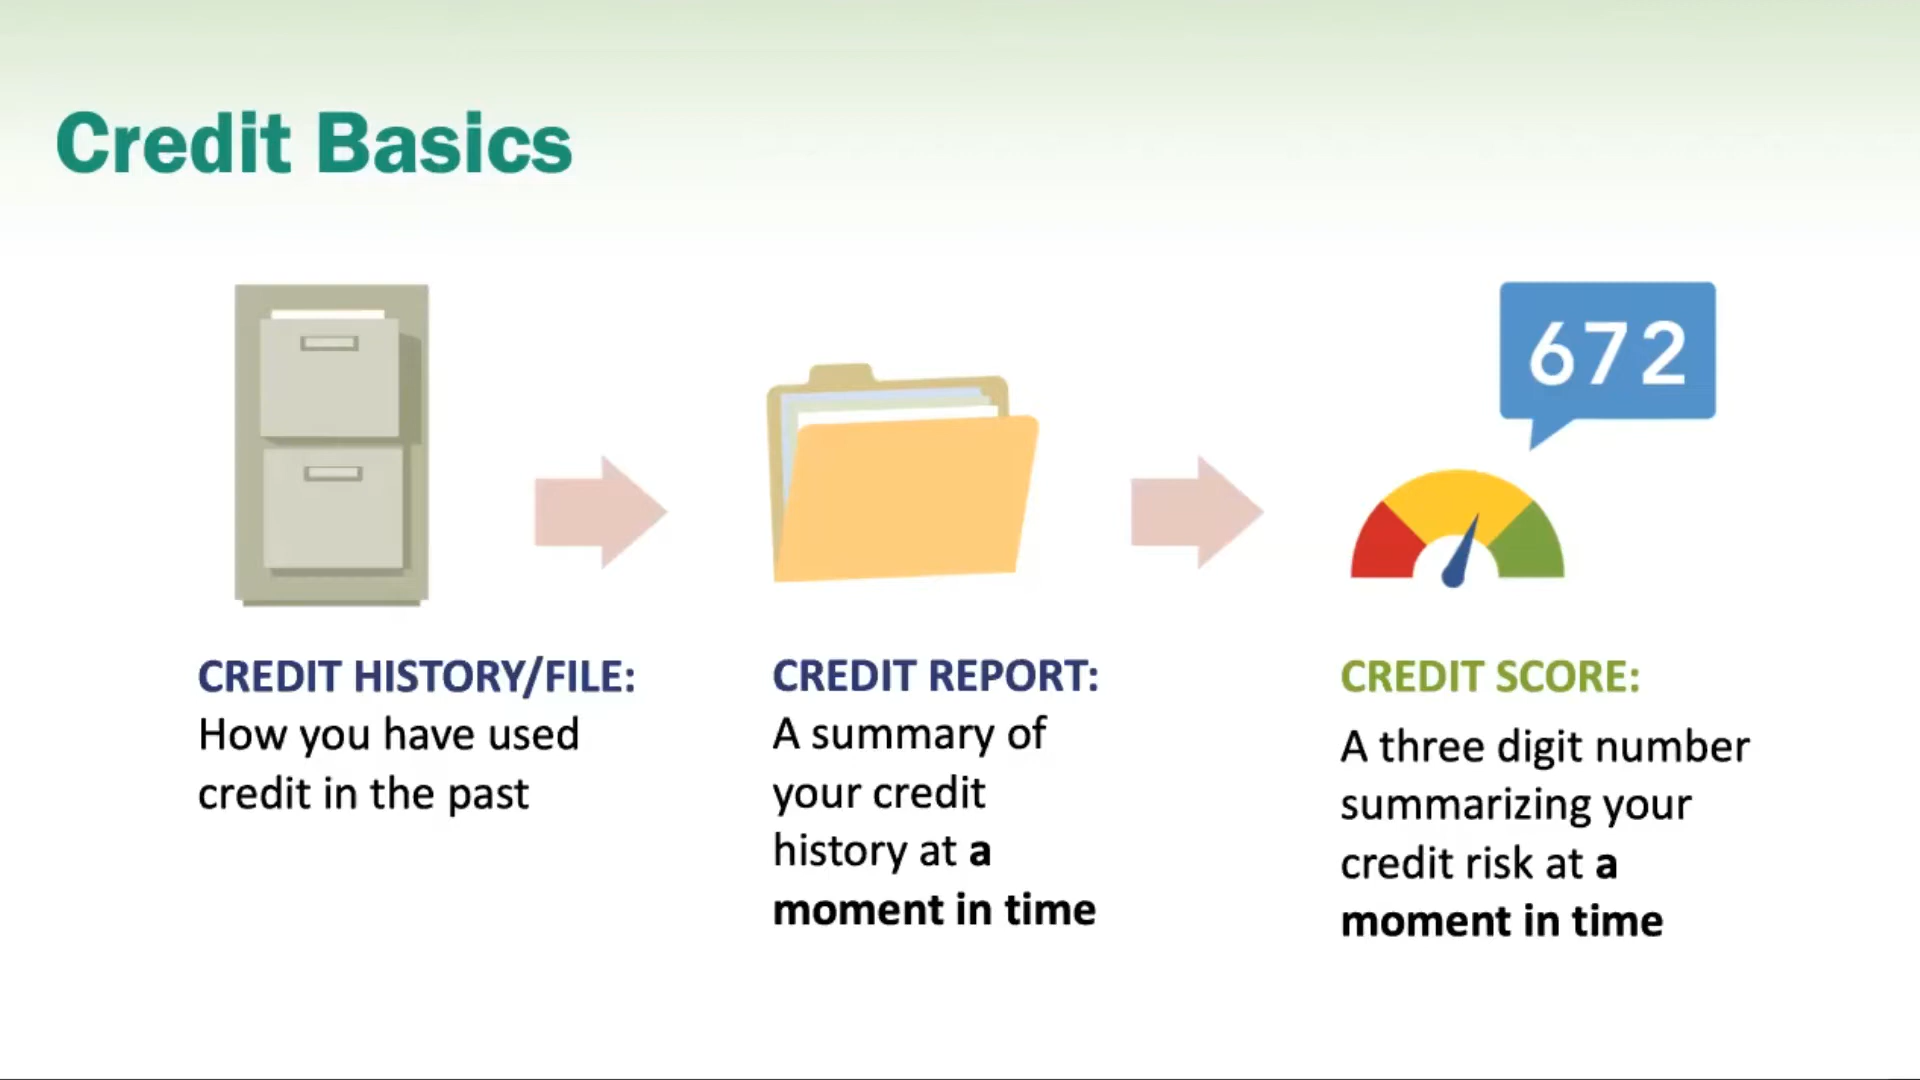 Credit Basics
672
CREDIT HISTORY/FILE:
How you have used
credit in the past
CREDIT REPORT:
A summary of
your credit
history at a
moment in time
CREDIT SCORE:
A three digit number
summarizing your
credit risk at a
moment in time